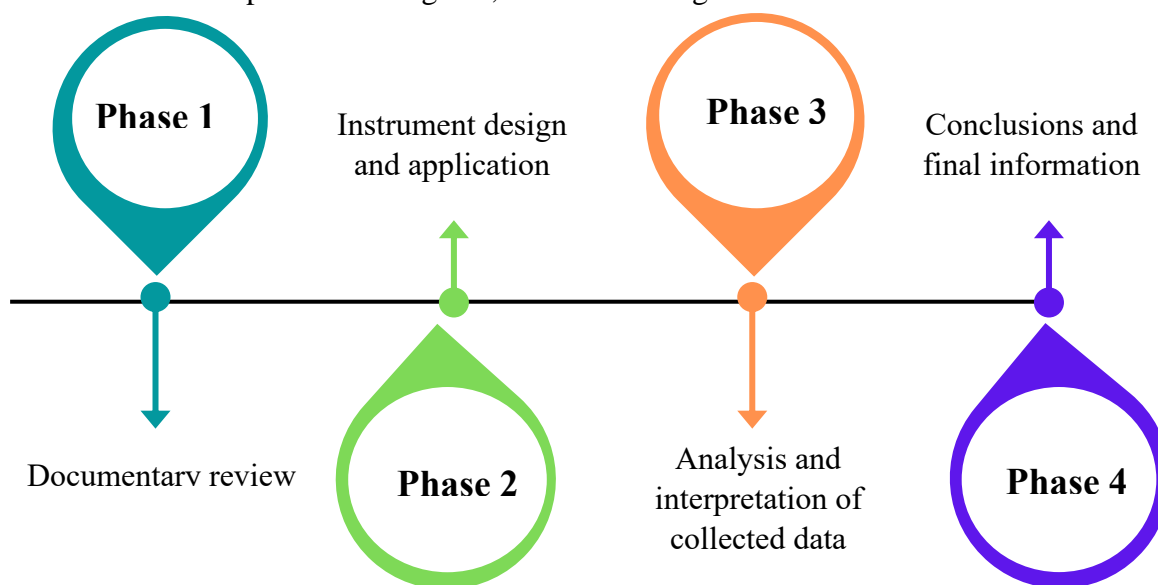 Phase 1
Documentary review
Phase 2
Instrument design
and application
Phase 3
Analysis and
interpretation of
collected data
Phase 4
Conclusions and
final information